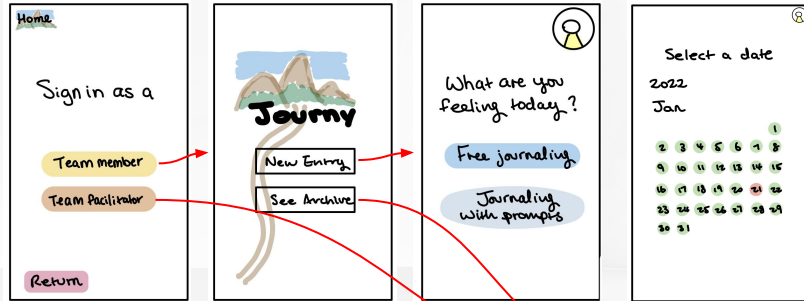 Home
Sign in as a
Team member
Team Facilitator
Return
Journy
New Entry
See Archive
What are you
feeling today?
Free journaling
Journaling
with prompts
Select a date
2022
Jan
1
2 3 4 5 6 7 8
9 10 11 12 13 14 15
16 17 18 19 20 21 22
23 24 25 26 27 28 29
30 31